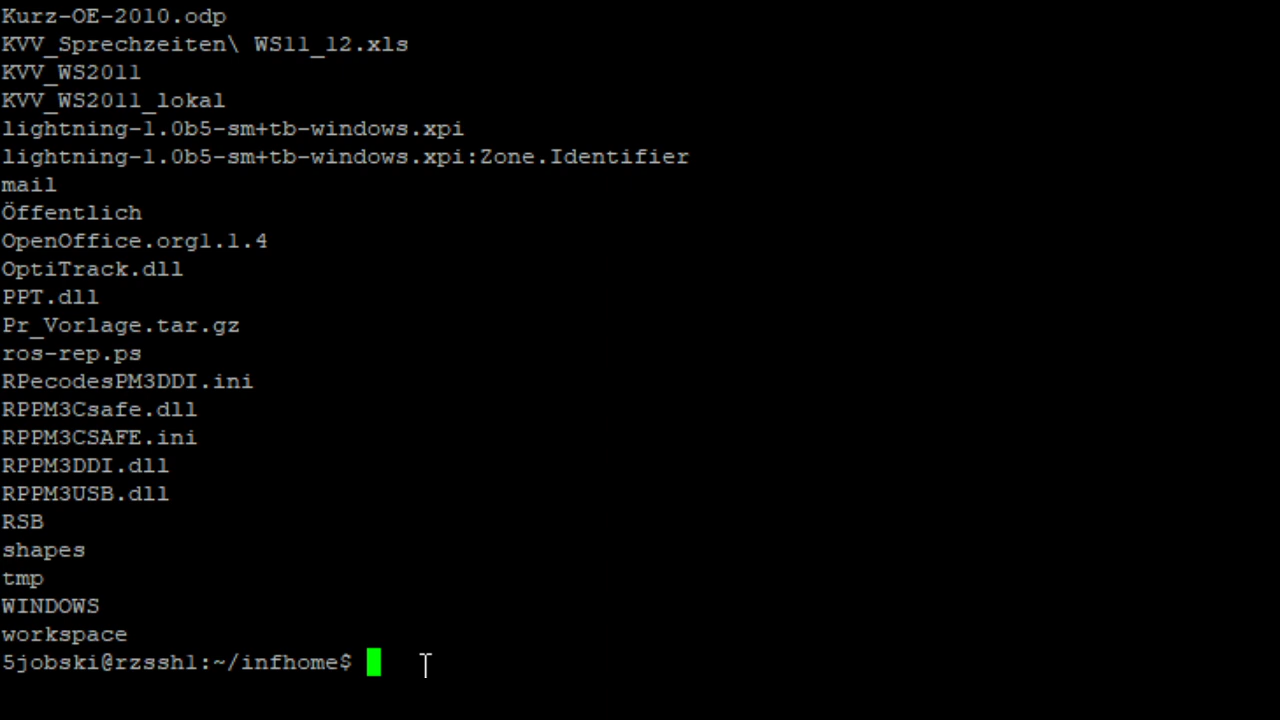 Kurz-OE-2010.odp
KVV_Sprechzeiten\ WS11_12.xls
KVV_WS2011
KVV_WS2011_lokal
lightning-1.0b5-sm+tb-windows.xpi
lightning-1.0b5-sm+tb-windows.xpi:Zone.Identifier
mail
Öffentlich
OpenOffice.org1.1.4
OptiTrack.dll
PPT.dll
Pr_Vorlage.tar.gz
ros-rep.ps
RPecodesPM3DDI.ini
RPPM3Csafe.dll
RPPM3CSAFE.ini
RPPM3DDI.dll
RPPM3USB.dll
RSB
shapes
tmp
WINDOWS
workspace
5jobski@rzssh1:~/infhome$